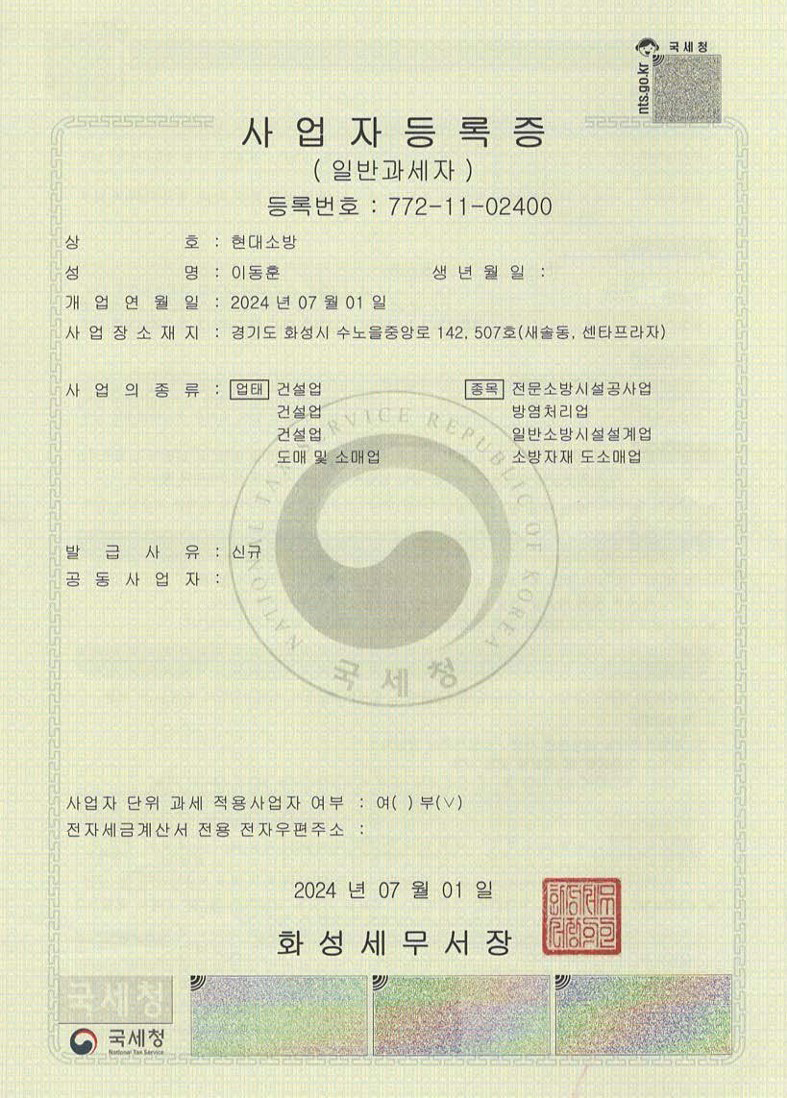 국세청
nts.go.kr
사업자등록증
( 일반과세자 )
등록번호 : 772-11-02400
상 호 : 현대소방
성 명 : 이동훈 생년월일 :
개업연월일 : 2024 년 07 월 01 일
사업장소재지 : 경기도 화성시 수노을중앙로 142, 507호(새솔동, 센타프라자)
사업의종류 : 업태 건설업 종목 전문소방시설공사업
건설업 방염처리업
건설업 일반소방시설설계업
도매 및 소매업 소방자재 도소매업
NATIONAL TAX SERVICE REPUBLIC OF KOREA
국세청
발급사유 : 신규
공동사업자 :
사업자 단위 과세 적용사업자 여부 : 여( ) 부(∨)
전자세금계산서 전용 전자우편주소 :
2024 년 07 월 01 일
화성세무서장
국세청
국세청
National Tax Service